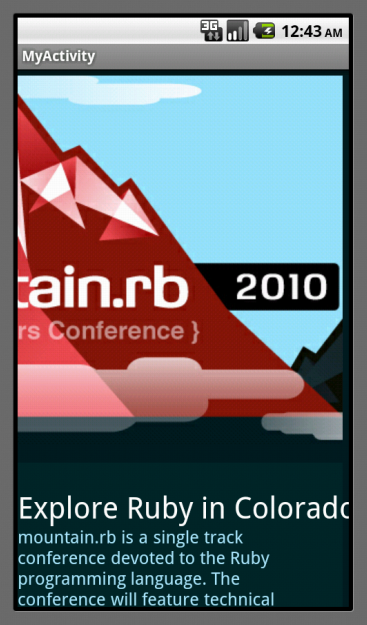 3G 12:43 AM
MyActivity
tain.rb 2010
rs Conference }
Explore Ruby in Colorado
mountain.rb is a single track
conference devoted to the Ruby
programming language. The
conference will feature technical